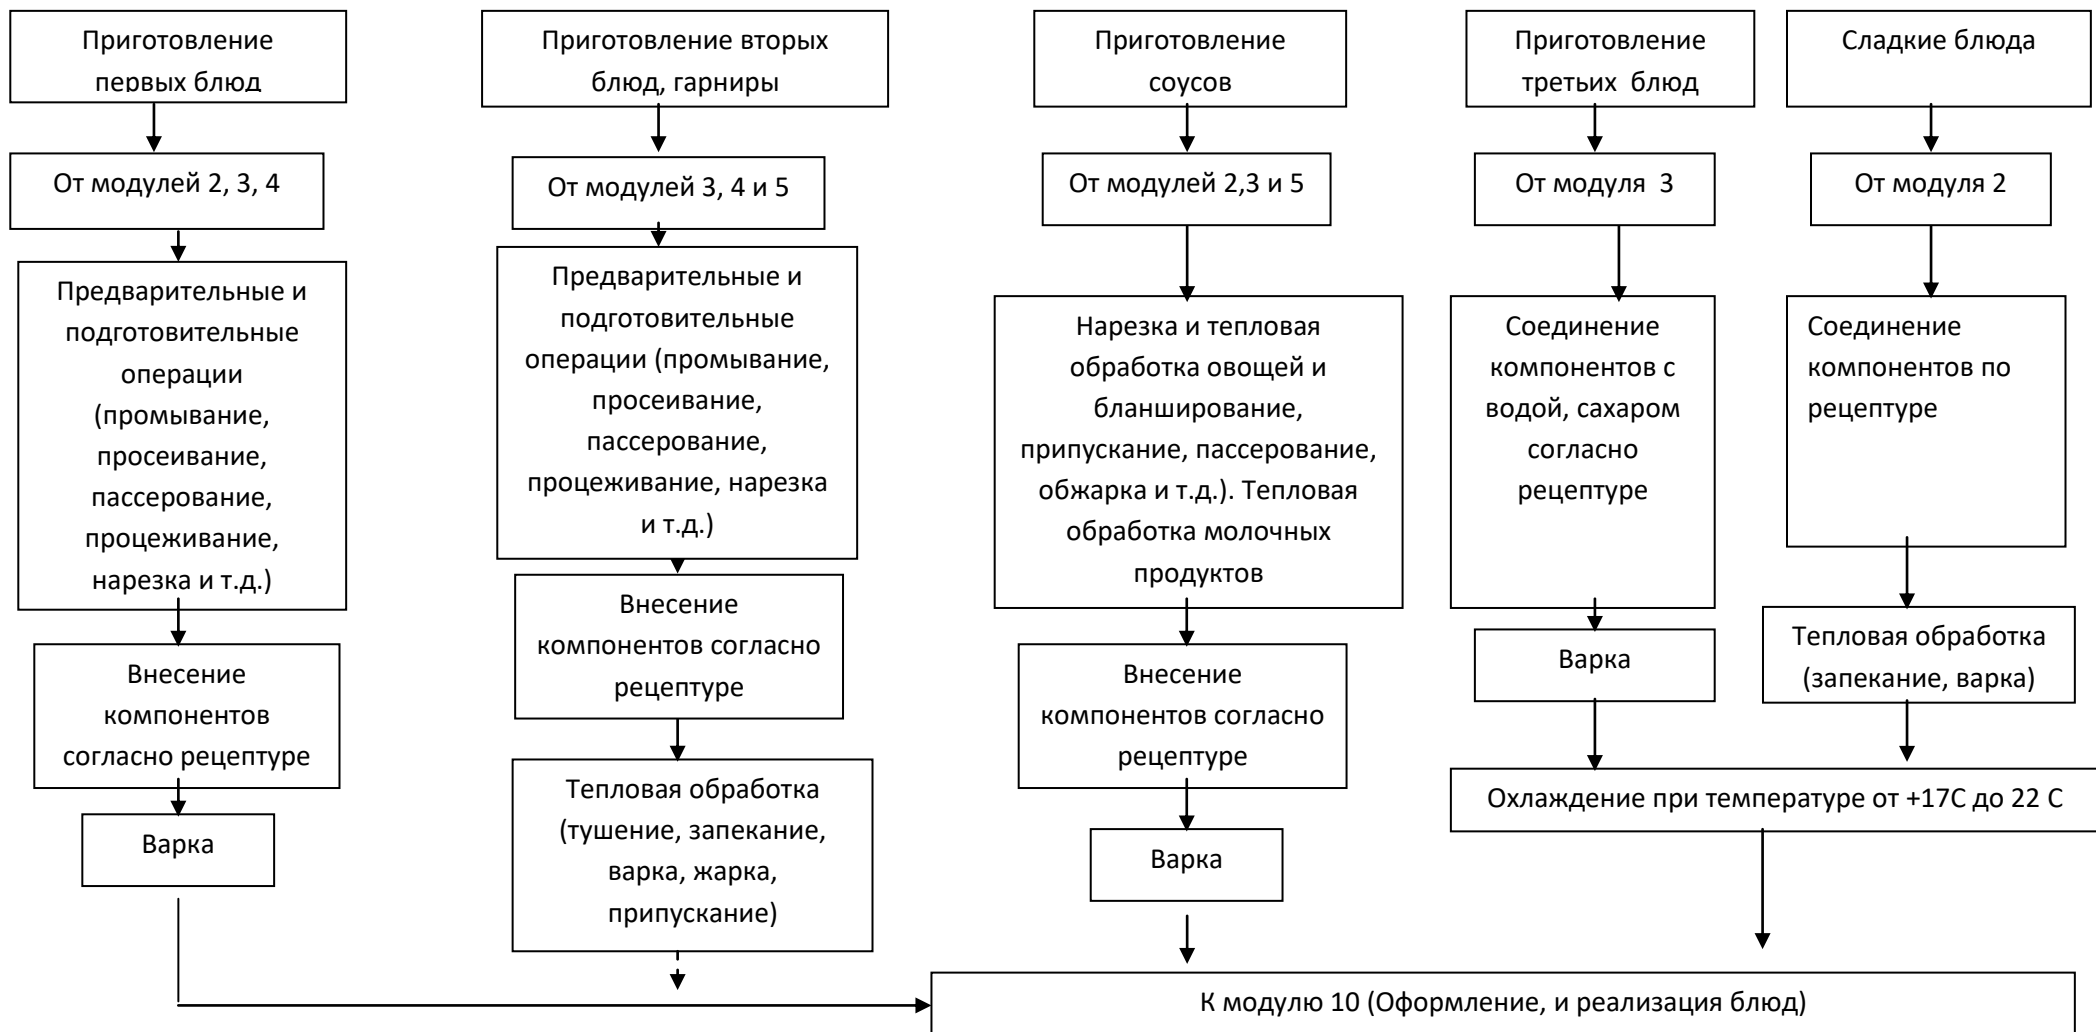 Приготовление
первых блюд
Приготовление вторых
блюд, гарниры
Приготовление
соусов
Приготовление
третьих  блюд
Сладкие блюда
От модулей 2, 3, 4
От модулей 3, 4 и 5
От модулей 2,3 и 5
От модуля  3
От модуля 2
Предварительные и
подготовительные
операции
(промывание,
просеивание,
пассерование,
процеживание,
нарезка и т.д.)
Предварительные и
подготовительные
операции (промывание,
просеивание,
пассерование,
процеживание, нарезка
и т.д.)
Нарезка и тепловая
обработка овощей и
бланширование,
припускание, пассерование,
обжарка и т.д.). Тепловая
обработка молочных
продуктов
Соединение
компонентов с
водой, сахаром
согласно
рецептуре
Соединение
компонентов по
рецептуре
Внесение
компонентов
согласно рецептуре
Внесение
компонентов согласно
рецептуре
Внесение
компонентов согласно
рецептуре
Варка
Тепловая обработка
(запекание, варка)
Варка
Тепловая обработка
(тушение, запекание,
варка, жарка,
припускание)
Варка
Охлаждение при температуре от +17С до 22 С
К модулю 10 (Оформление, и реализация блюд)